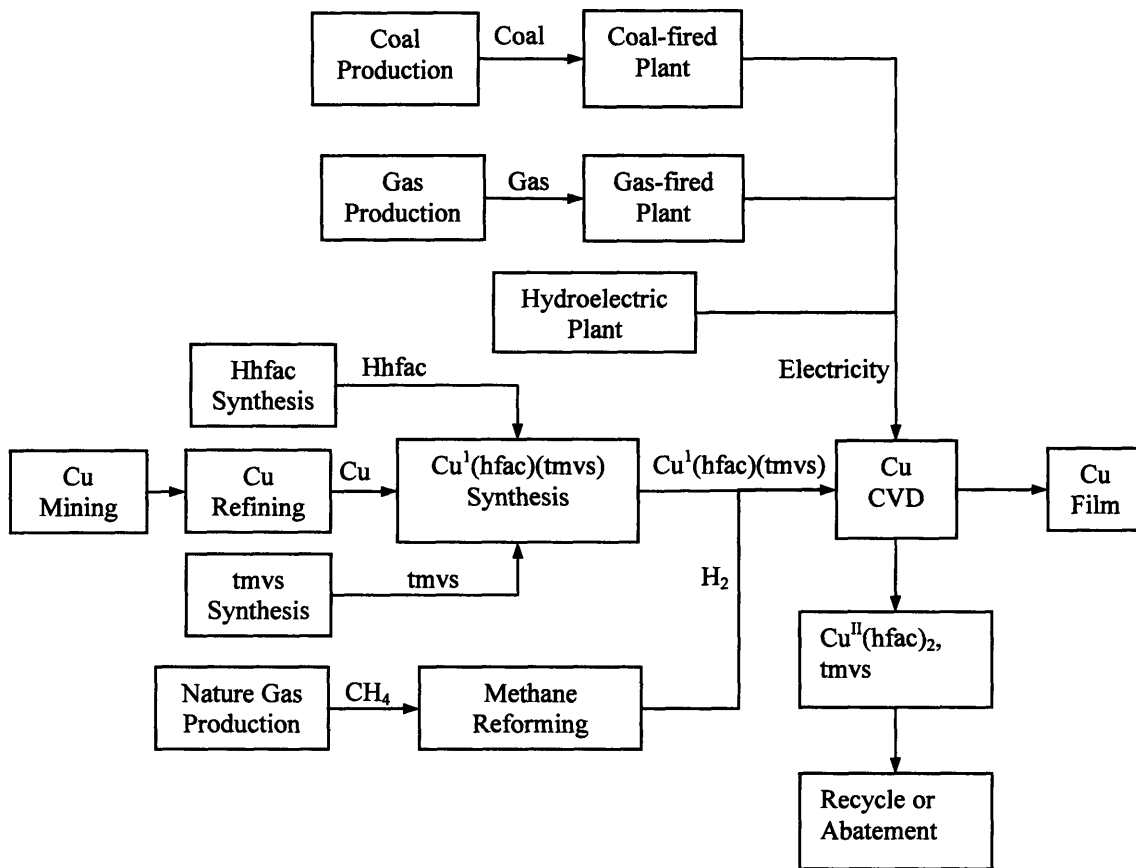 Coal
Production
Coal
Coal-fired
Plant
Gas
Production
Gas
Gas-fired
Plant
Hydroelectric
Plant
Electricity
Hhfac
Synthesis
Hhfac
Cu
Mining
Cu
Refining
Cu
Cu¹(hfac)(tmvs)
Synthesis
Cu¹(hfac)(tmvs)
Cu
CVD
Cu
Film
tmvs
Synthesis
tmvs
H₂
Nature Gas
Production
CH₄
Methane
Reforming
Cu^II(hfac)₂,
tmvs
Recycle or
Abatement